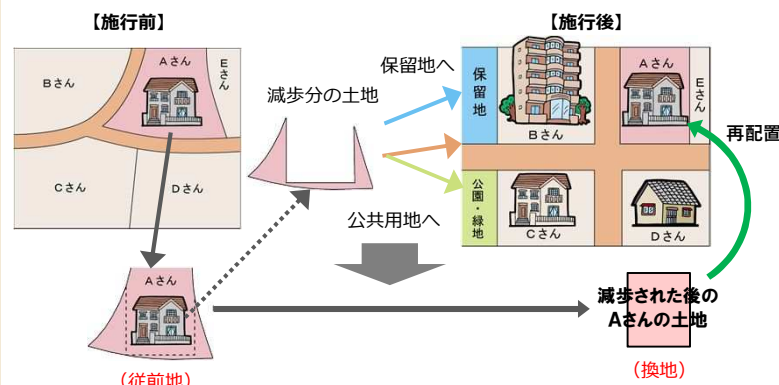 【施行前】
【施行後】
Aさん
Bさん
Eさん
Cさん
Dさん
減歩分の土地
保留地へ
公共用地へ
保留地
Bさん
Aさん
Eさん
再配置
公園・緑地
Cさん
Dさん
Aさん
(従前地)
減歩された後の
Aさんの土地
(換地)